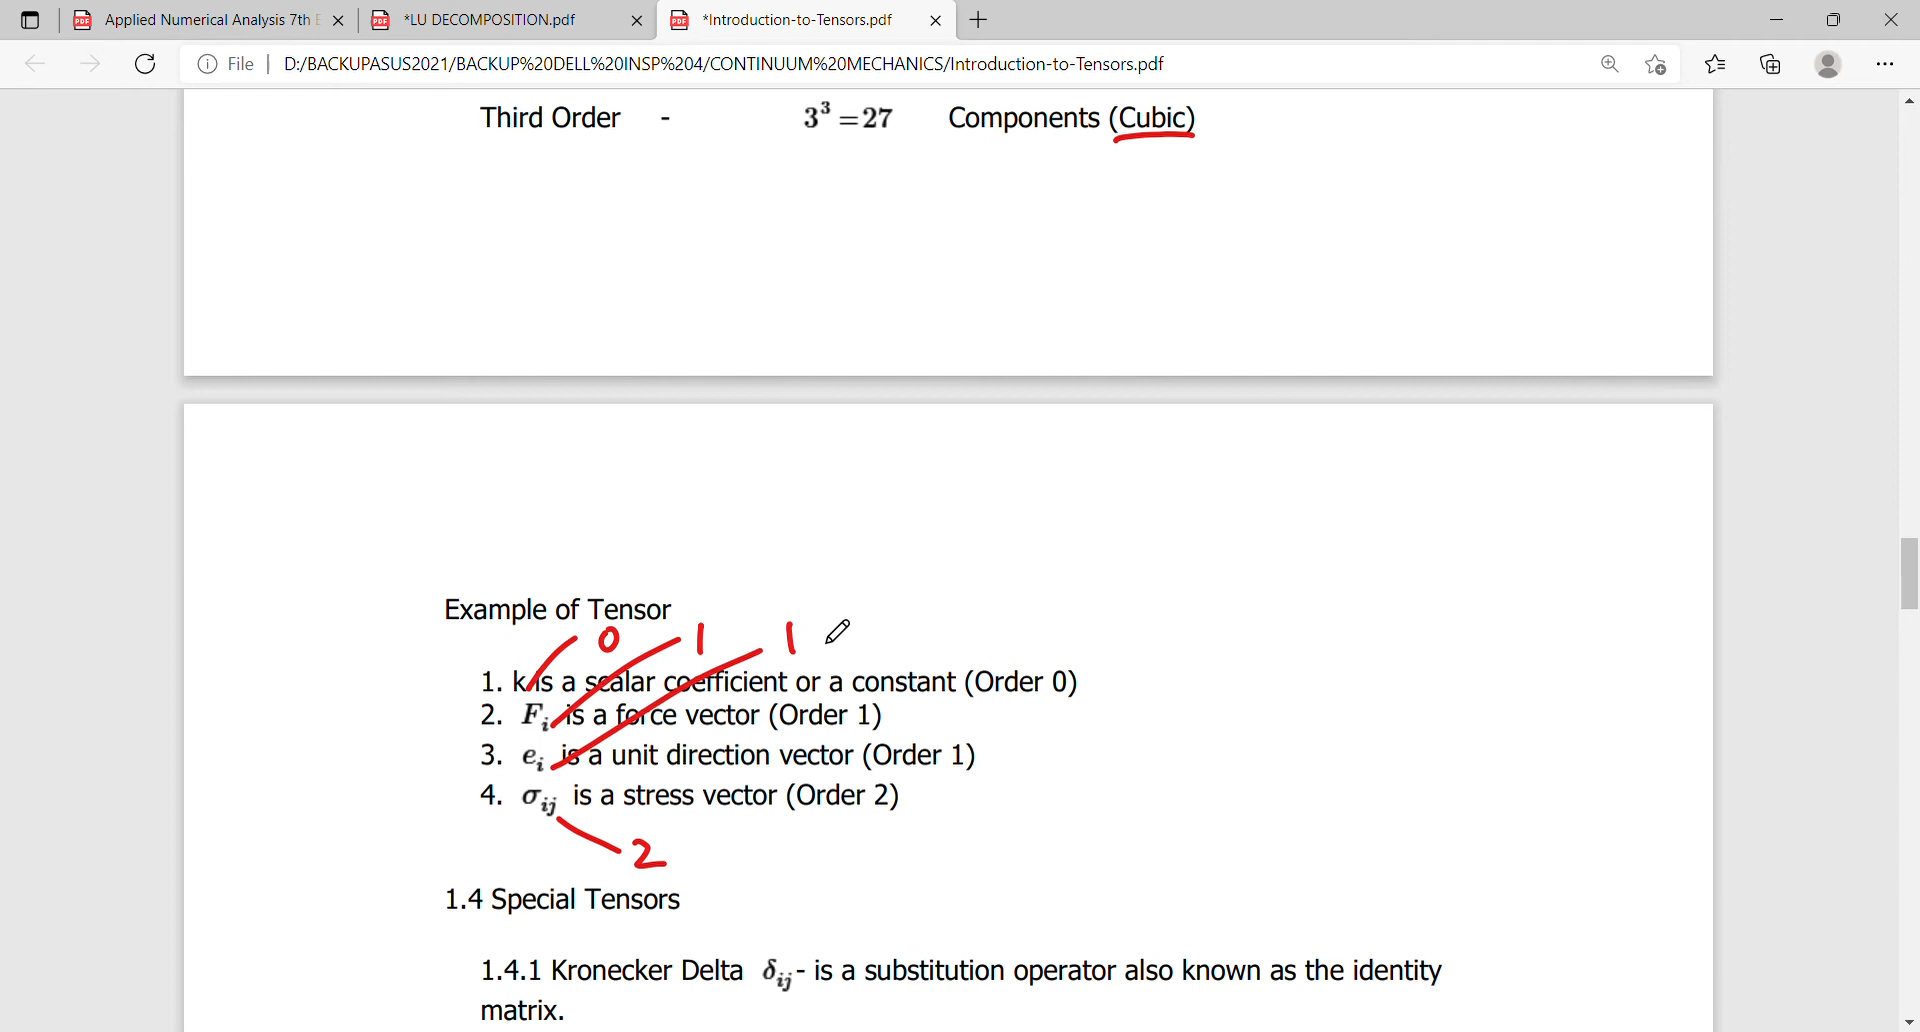 Applied Numerical Analysis 7th E
*LU DECOMPOSITION.pdf
*Introduction-to-Tensors.pdf
File | D:/BACKUPASUS2021/BACKUP%20DELL%20INSP%204/CONTINUUM%20MECHANICS/Introduction-to-Tensors.pdf
Third Order - 3³ =27 Components (Cubic)
Example of Tensor
0 1 1
1. k is a scalar coefficient or a constant (Order 0)
2. Fᵢ is a force vector (Order 1)
3. eᵢ is a unit direction vector (Order 1)
4. σᵢⱼ is a stress vector (Order 2)
2
1.4 Special Tensors
1.4.1 Kronecker Delta δᵢⱼ- is a substitution operator also known as the identity
matrix.